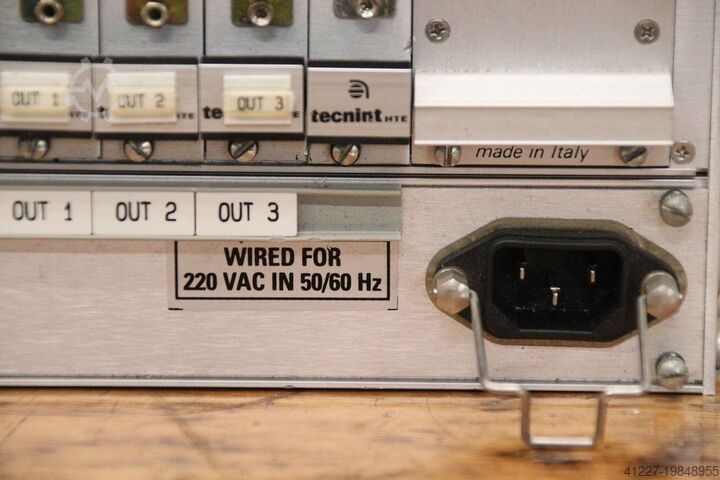 OUT 1
OUT 2
OUT 3
tecnint HTE
made in Italy
OUT 1
OUT 2
OUT 3
WIRED FOR
220 VAC IN 50/60 Hz
41227-19848955